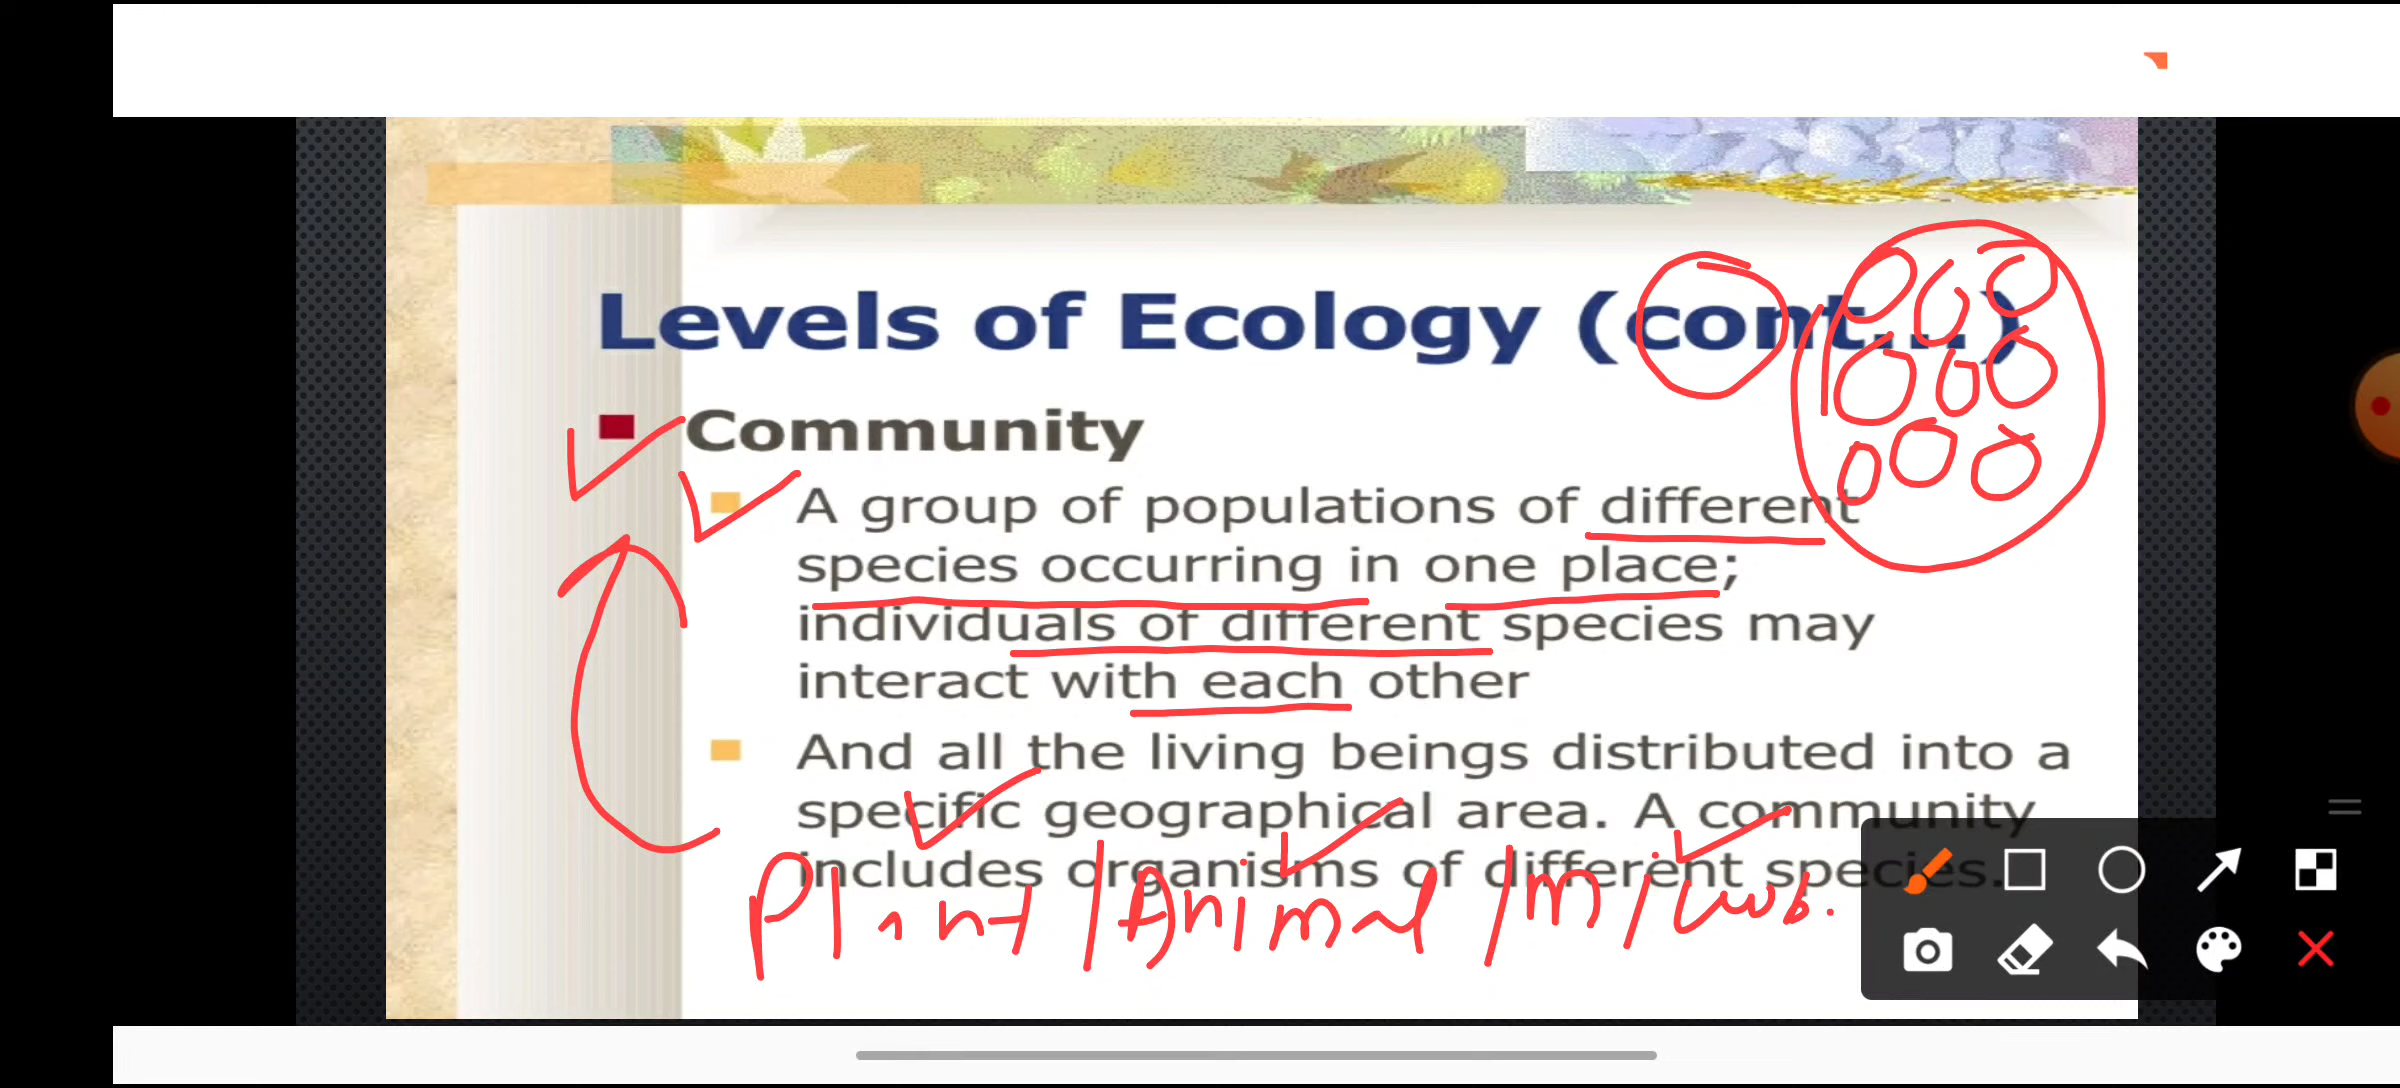 Levels of Ecology (cont...)
Community
A group of populations of different
species occurring in one place;
individuals of different species may
interact with each other
And all the living beings distributed into a
specific geographical area. A community
includes organisms of different species.
Plant / Animal /